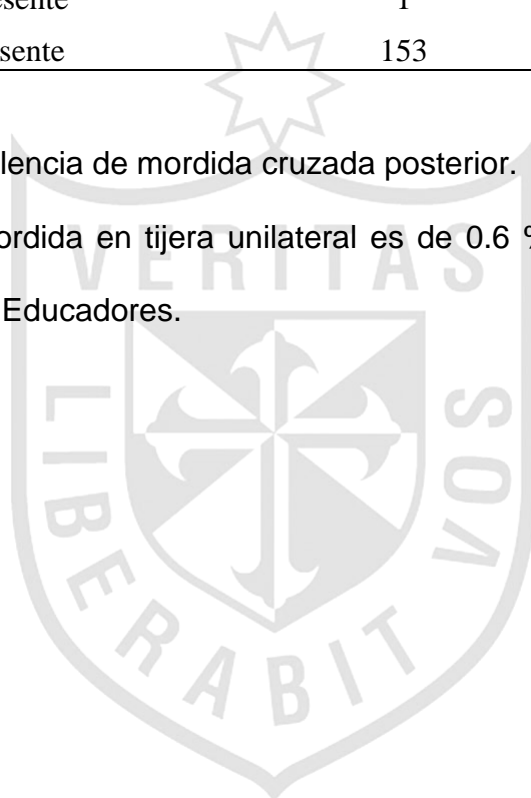 esente 1
sente 153
lencia de mordida cruzada posterior.
ordida en tijera unilateral es de 0.6 %
Educadores.
VERITAS
LIBERABIT
VOS